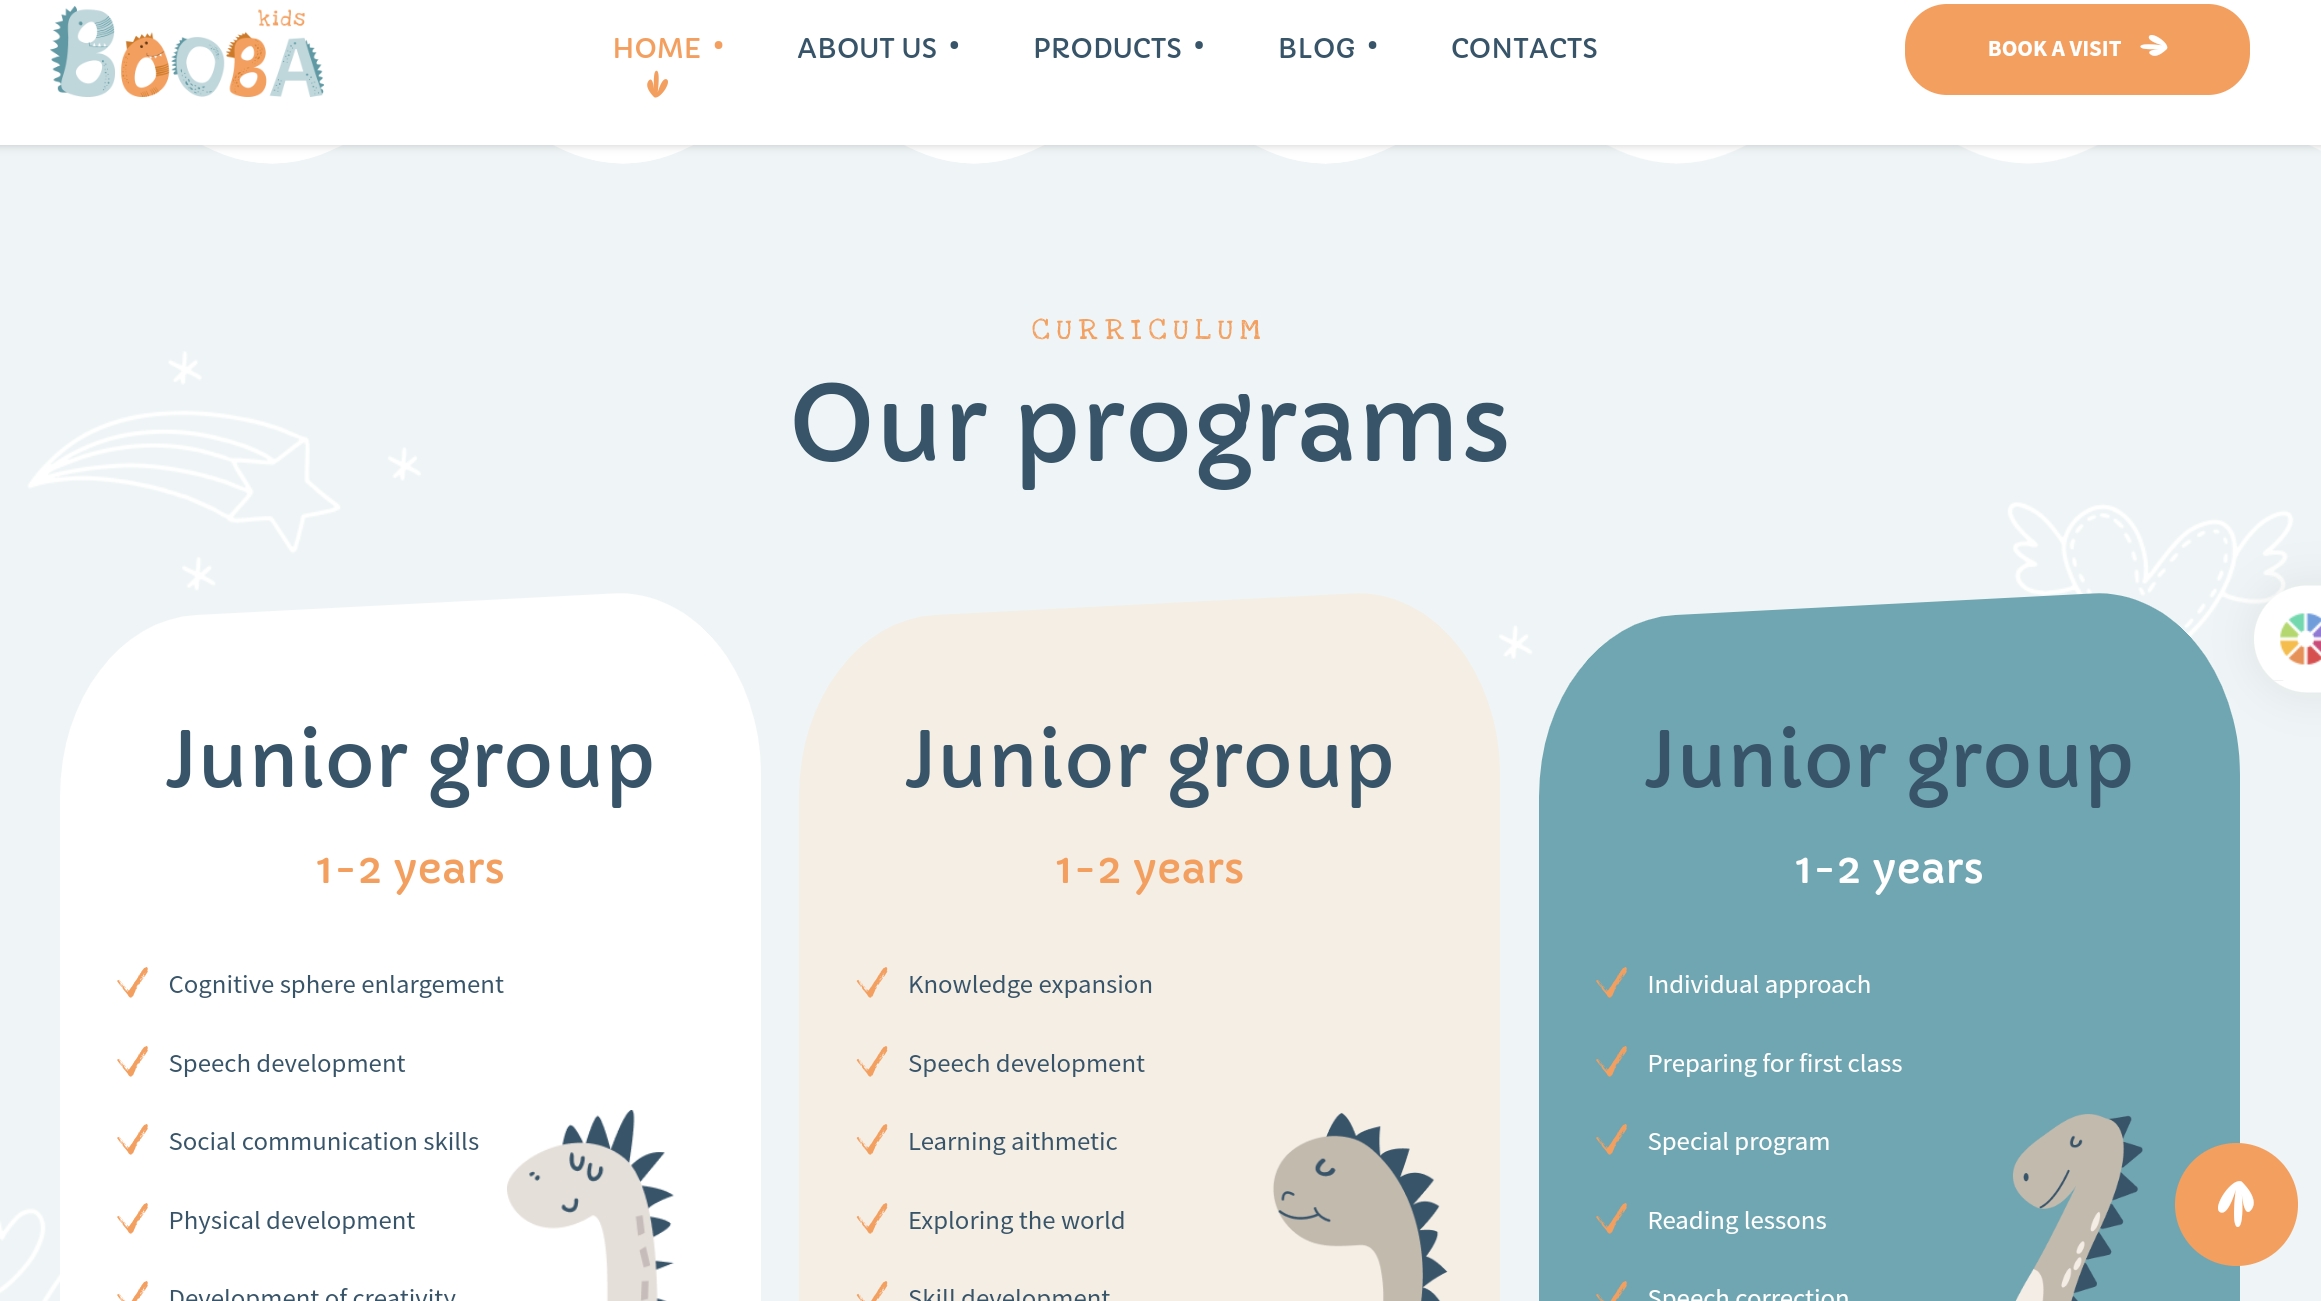 kids
BOOBA
HOME
ABOUT US
PRODUCTS
BLOG
CONTACTS
BOOK A VISIT
CURRICULUM
Our programs
Junior group
1-2 years
Cognitive sphere enlargement
Speech development
Social communication skills
Physical development
Development of creativity
Junior group
1-2 years
Knowledge expansion
Speech development
Learning aithmetic
Exploring the world
Skill development
Junior group
1-2 years
Individual approach
Preparing for first class
Special program
Reading lessons
Speech correction